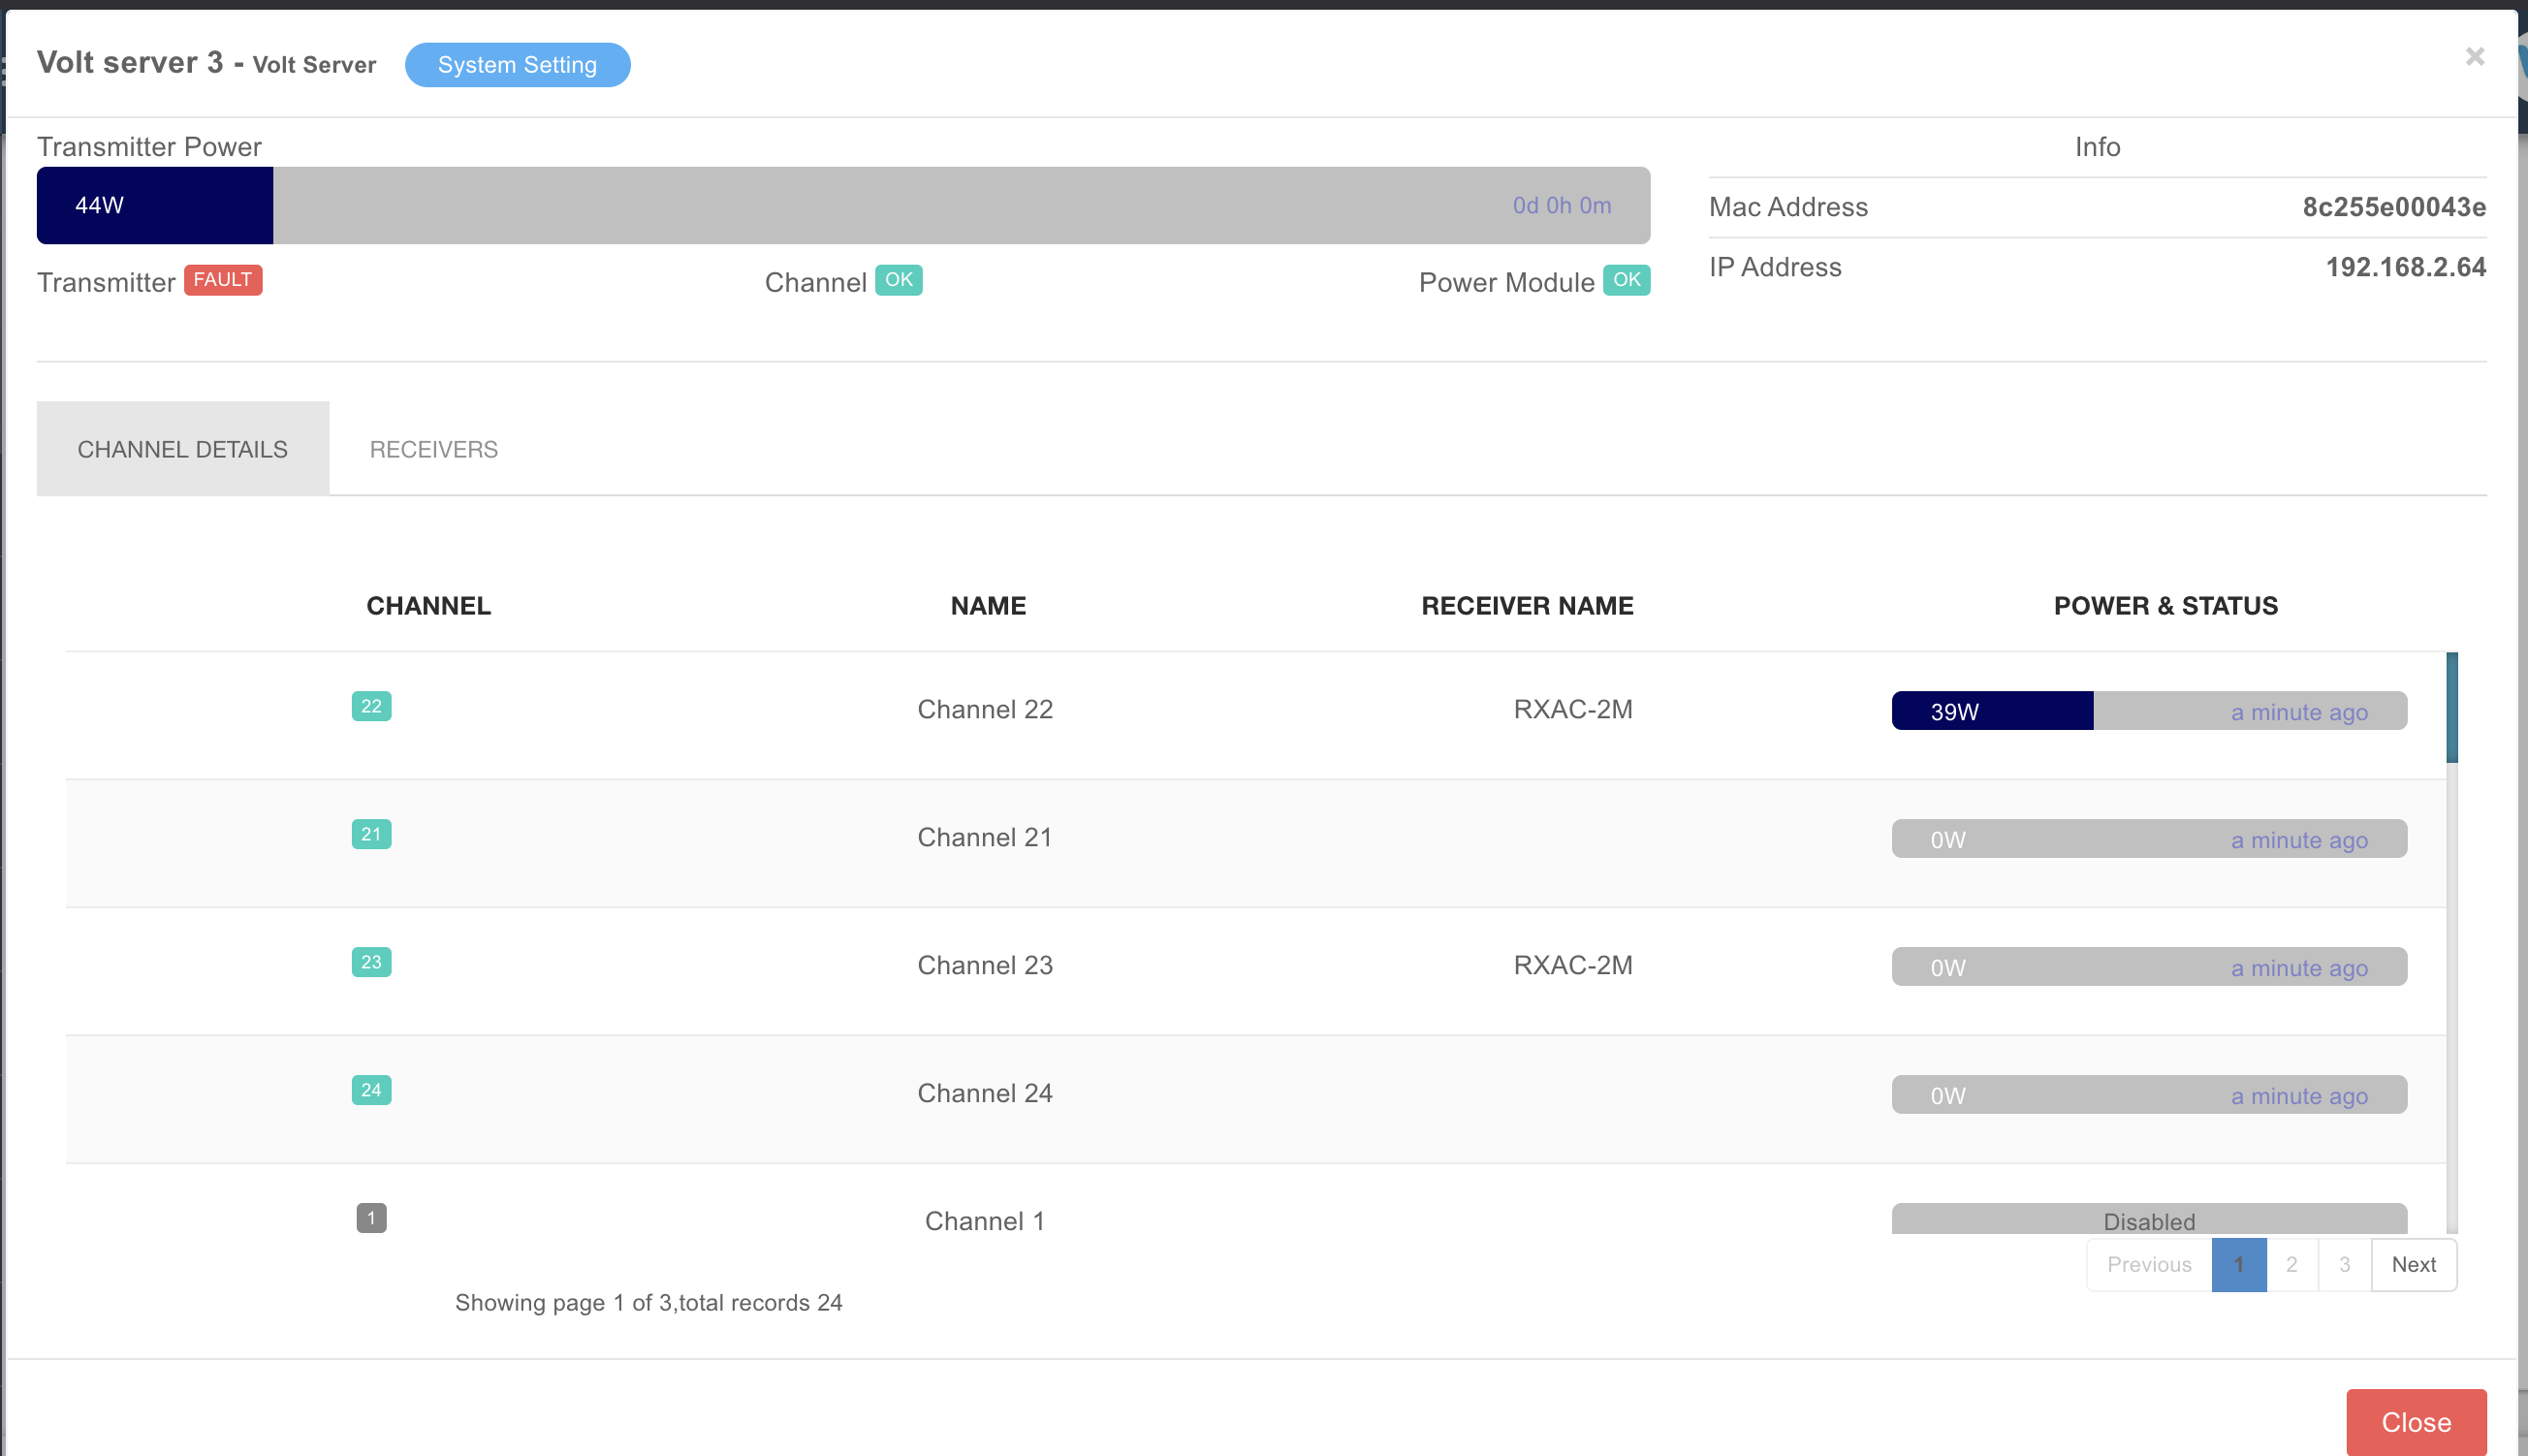 Volt server 3 - Volt Server System Setting ×
Transmitter Power
44W 0d 0h 0m
Transmitter FAULT Channel OK Power Module OK
Info
Mac Address 8c255e00043e
IP Address 192.168.2.64
CHANNEL DETAILS RECEIVERS
CHANNEL NAME RECEIVER NAME POWER & STATUS
22 Channel 22 RXAC-2M 39W a minute ago
21 Channel 21 0W a minute ago
23 Channel 23 RXAC-2M 0W a minute ago
24 Channel 24 0W a minute ago
1 Channel 1 Disabled
Previous 1 2 3 Next
Showing page 1 of 3,total records 24
Close